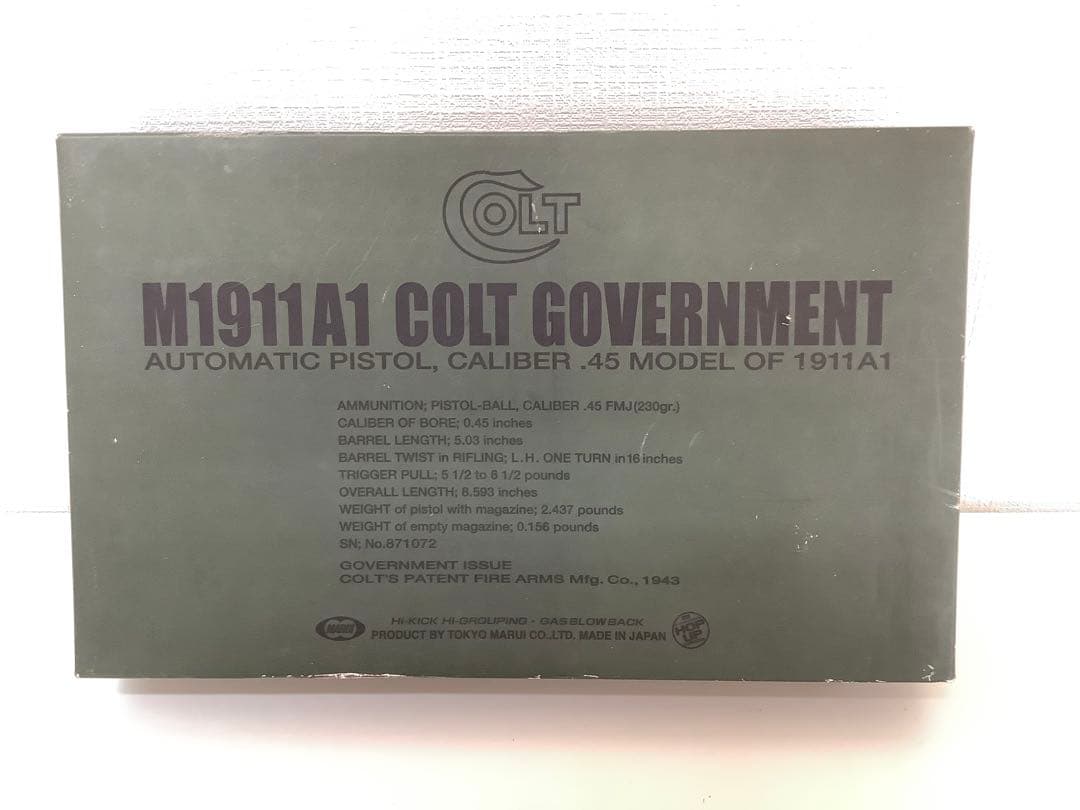 COLT
M1911A1 COLT GOVERNMENT
AUTOMATIC PISTOL, CALIBER .45 MODEL OF 1911A1
AMMUNITION; PISTOL-BALL, CALIBER .45 FMJ(230gr.)
CALIBER OF BORE; 0.45 inches
BARREL LENGTH; 5.03 inches
BARREL TWIST in RIFLING; L.H. ONE TURN in 16 inches
TRIGGER PULL; 5 1/2 to 6 1/2 pounds
OVERALL LENGTH; 8.593 inches
WEIGHT of pistol with magazine; 2.437 pounds
WEIGHT of empty magazine; 0.156 pounds
SN; No.871072
GOVERNMENT ISSUE
COLT'S PATENT FIRE ARMS Mfg. Co., 1943
MARUI
HI-KICK HI-GROUPING - GAS BLOW BACK
PRODUCT BY TOKYO MARUI CO.,LTD. MADE IN JAPAN
HOP UP